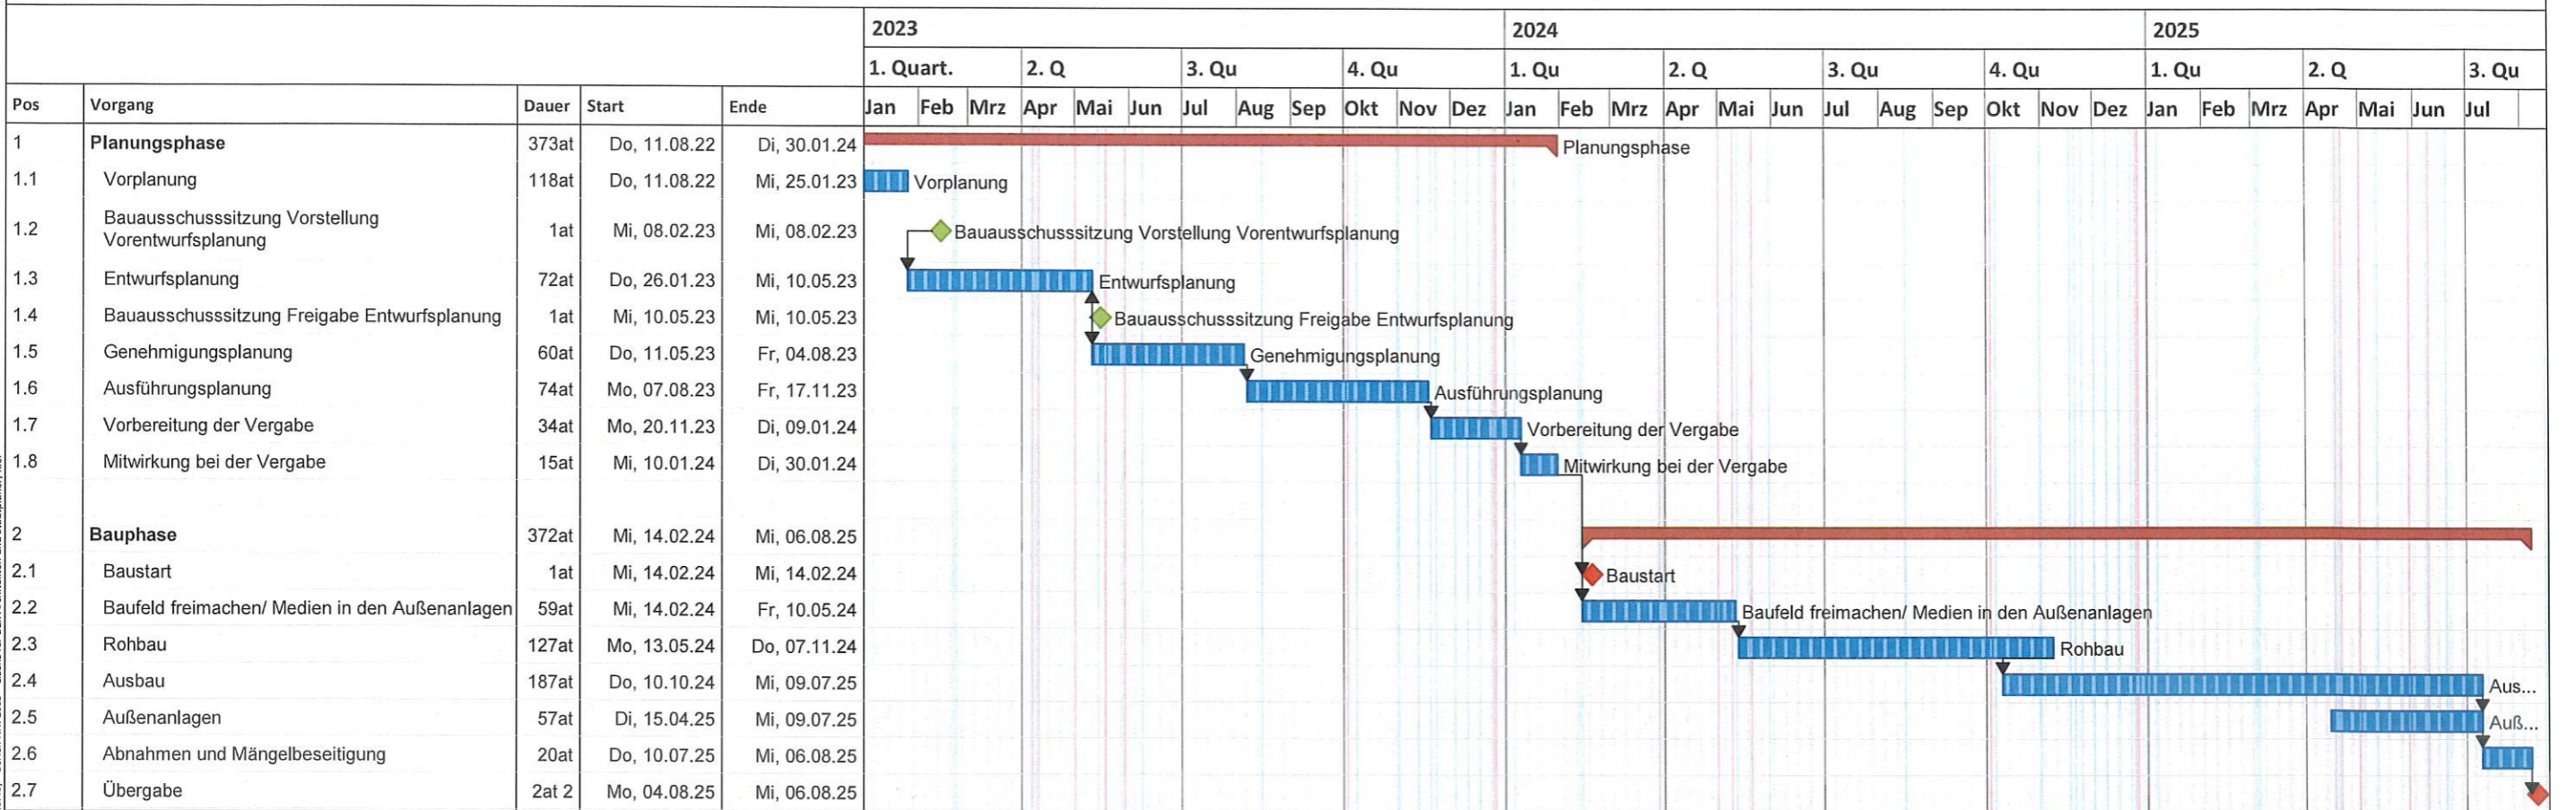 2023 2024 2025
1. Quart. 2. Q 3. Qu 4. Qu 1. Qu 2. Q 3. Qu 4. Qu 1. Qu 2. Q 3. Qu
Pos Vorgang Dauer Start Ende Jan Feb Mrz Apr Mai Jun Jul Aug Sep Okt Nov Dez Jan Feb Mrz Apr Mai Jun Jul Aug Sep Okt Nov Dez Jan Feb Mrz Apr Mai Jun Jul
1 Planungsphase 373at Do, 11.08.22 Di, 30.01.24 Planungsphase
1.1 Vorplanung 118at Do, 11.08.22 Mi, 25.01.23 Vorplanung
1.2 Bauausschusssitzung Vorstellung
Vorentwurfsplanung 1at Mi, 08.02.23 Mi, 08.02.23 Bauausschusssitzung Vorstellung Vorentwurfsplanung
1.3 Entwurfsplanung 72at Do, 26.01.23 Mi, 10.05.23 Entwurfsplanung
1.4 Bauausschusssitzung Freigabe Entwurfsplanung 1at Mi, 10.05.23 Mi, 10.05.23 Bauausschusssitzung Freigabe Entwurfsplanung
1.5 Genehmigungsplanung 60at Do, 11.05.23 Fr, 04.08.23 Genehmigungsplanung
1.6 Ausführungsplanung 74at Mo, 07.08.23 Fr, 17.11.23 Ausführungsplanung
1.7 Vorbereitung der Vergabe 34at Mo, 20.11.23 Di, 09.01.24 Vorbereitung der Vergabe
1.8 Mitwirkung bei der Vergabe 15at Mi, 10.01.24 Di, 30.01.24 Mitwirkung bei der Vergabe
2 Bauphase 372at Mi, 14.02.24 Mi, 06.08.25
2.1 Baustart 1at Mi, 14.02.24 Mi, 14.02.24 Baustart
2.2 Baufeld freimachen/ Medien in den Außenanlagen 59at Mi, 14.02.24 Fr, 10.05.24 Baufeld freimachen/ Medien in den Außenanlagen
2.3 Rohbau 127at Mo, 13.05.24 Do, 07.11.24 Rohbau
2.4 Ausbau 187at Do, 10.10.24 Mi, 09.07.25 Aus...
2.5 Außenanlagen 57at Di, 15.04.25 Mi, 09.07.25 Auß...
2.6 Abnahmen und Mängelbeseitigung 20at Do, 10.07.25 Mi, 06.08.25
2.7 Übergabe 2at 2 Mo, 04.08.25 Mi, 06.08.25